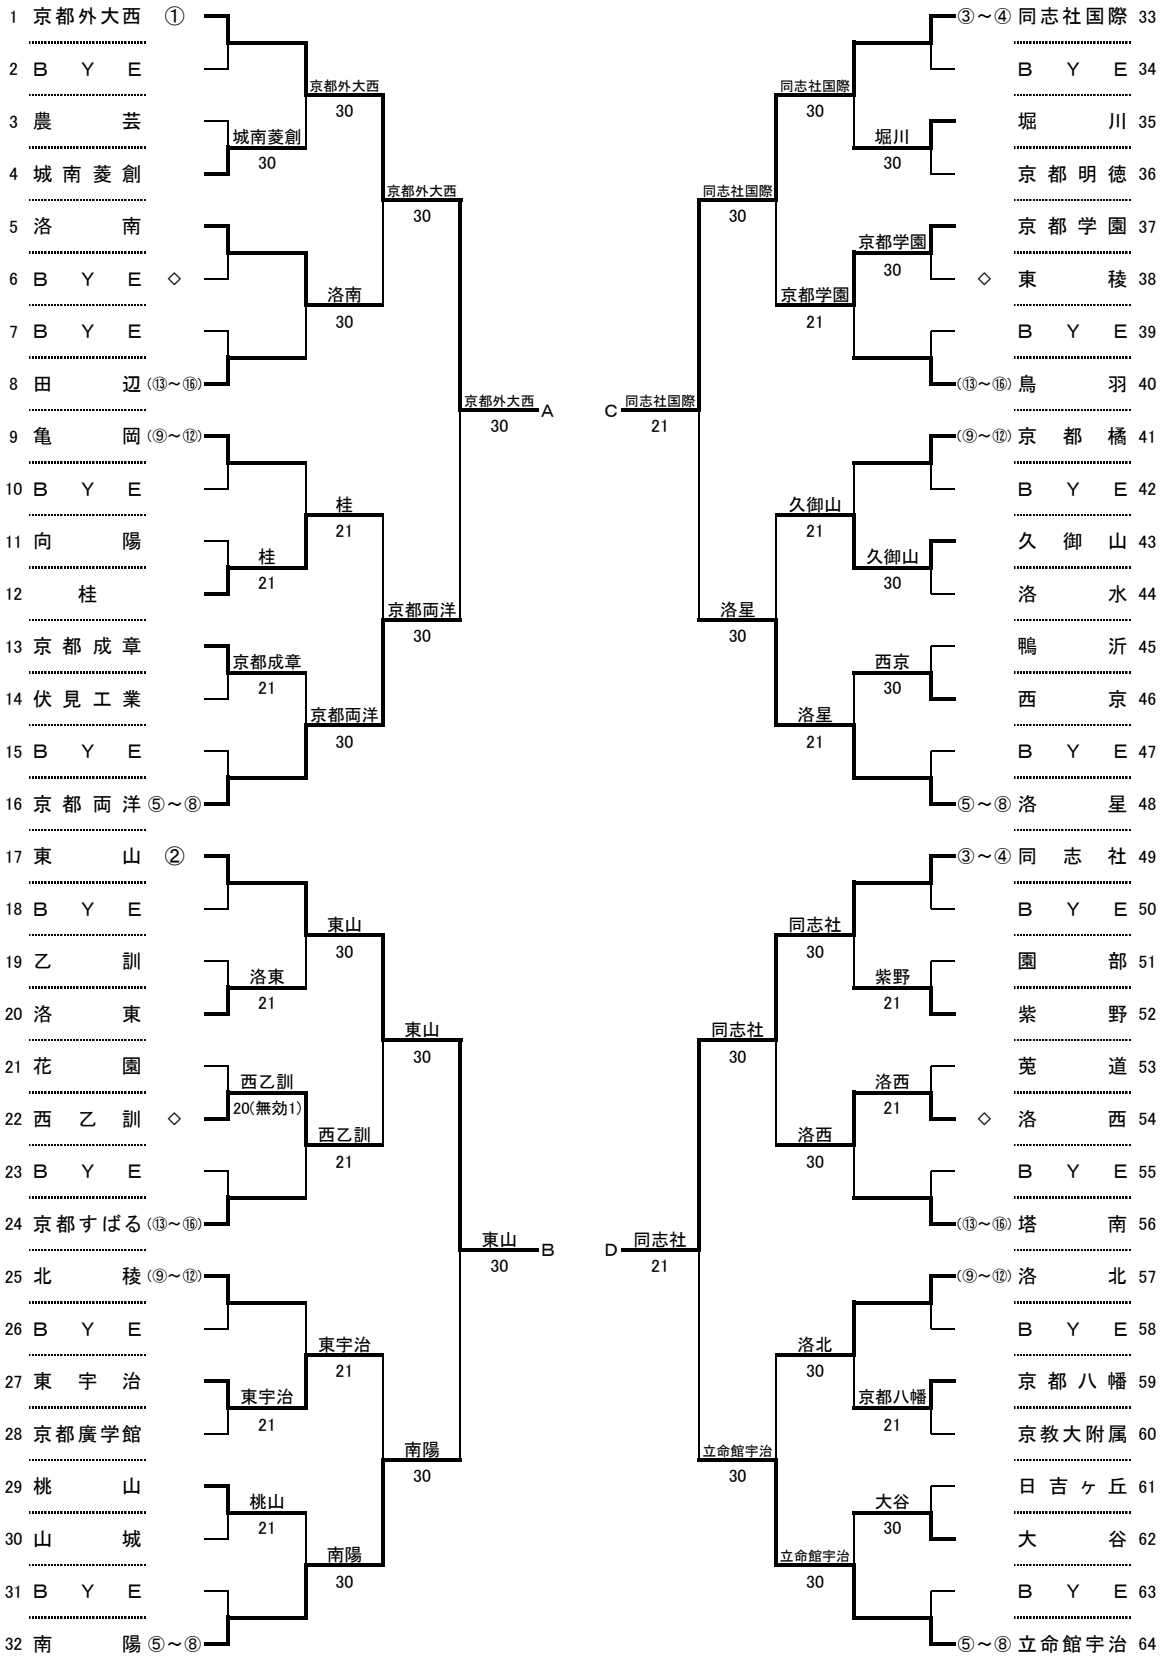 1 京都外大西 ①
2 BYE
3 農芸
4 城南菱創
5 洛南
6 BYE ◇
7 BYE
8 田辺 (⑬～⑯)
9 亀岡 (⑨～⑫)
10 BYE
11 向陽
12 桂
13 京都成章
14 伏見工業
15 BYE
16 京都両洋 ⑤～⑧
17 東山 ②
18 BYE
19 乙訓
20 洛東
21 花園
22 西乙訓 ◇
23 BYE
24 京都すばる (⑬～⑯)
25 北稜 (⑨～⑫)
26 BYE
27 東宇治
28 京都廣学館
29 桃山
30 山城
31 BYE
32 南陽 ⑤～⑧
城南菱創
30
桂
21
京都成章
21
洛東
21
西乙訓
20(無効1)
東宇治
21
桃山
21
京都外大西
30
洛南
30
桂
21
京都両洋
30
東山
30
西乙訓
21
東宇治
21
南陽
30
京都外大西
30
京都両洋
30
東山
30
南陽
30
京都外大西 A
30
東山 B
30
C 同志社国際
21
D 同志社
21
同志社国際
30
洛星
30
同志社
30
立命館宇治
30
同志社国際
30
京都学園
21
久御山
21
洛星
21
同志社
30
洛西
30
洛北
30
立命館宇治
30
堀川
30
京都学園
30
久御山
30
西京
30
紫野
21
洛西
21
京都八幡
21
大谷
30
③～④ 同志社国際 33
BYE 34
堀川 35
京都明徳 36
京都学園 37
◇ 東稜 38
BYE 39
(⑬～⑯) 鳥羽 40
(⑨～⑫) 京都橘 41
BYE 42
久御山 43
洛水 44
鴨沂 45
西京 46
BYE 47
⑤～⑧ 洛星 48
③～④ 同志社 49
BYE 50
園部 51
紫野 52
莵道 53
◇ 洛西 54
BYE 55
(⑬～⑯) 塔南 56
(⑨～⑫) 洛北 57
BYE 58
京都八幡 59
京教大附属 60
日吉ヶ丘 61
大谷 62
BYE 63
⑤～⑧ 立命館宇治 64